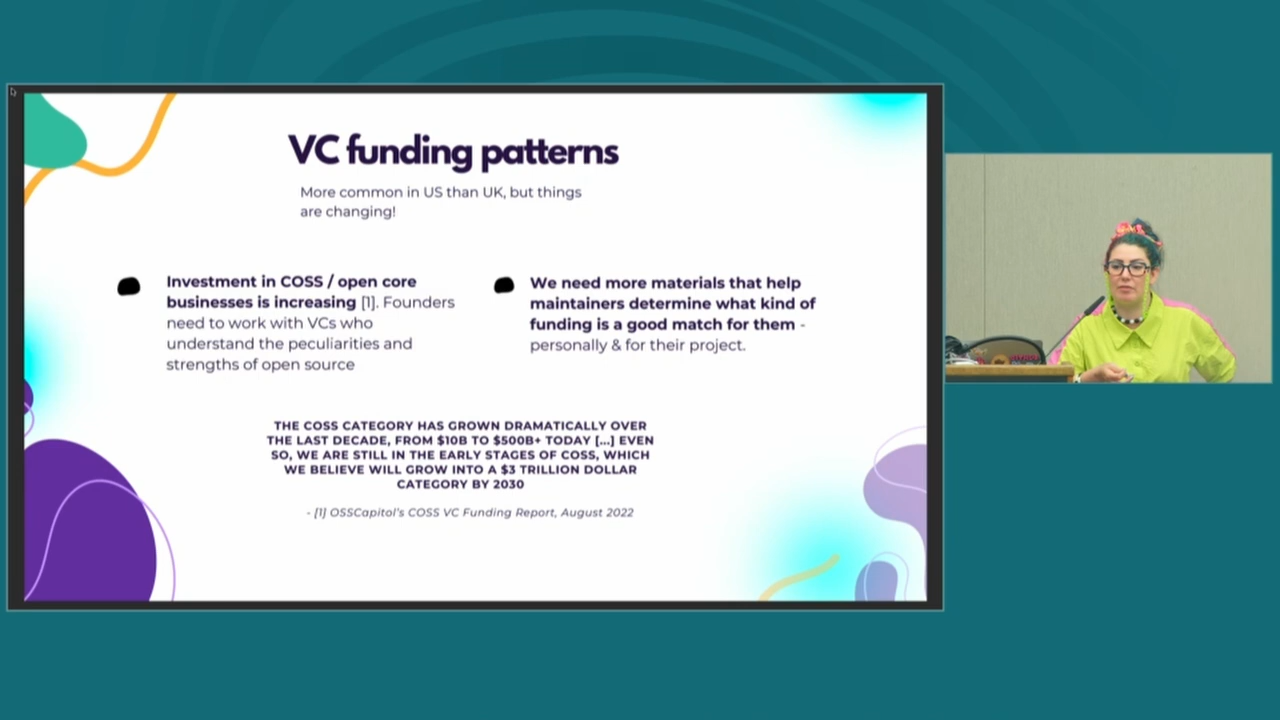 VC funding patterns
More common in US than UK, but things
are changing!
Investment in COSS / open core
businesses is increasing [1]. Founders
need to work with VCs who
understand the peculiarities and
strengths of open source
We need more materials that help
maintainers determine what kind of
funding is a good match for them -
personally & for their project.
THE COSS CATEGORY HAS GROWN DRAMATICALLY OVER
THE LAST DECADE, FROM $10B TO $500B+ TODAY [...] EVEN
SO, WE ARE STILL IN THE EARLY STAGES OF COSS, WHICH
WE BELIEVE WILL GROW INTO A $3 TRILLION DOLLAR
CATEGORY BY 2030
- [1] OSSCapitol's COSS VC Funding Report, August 2022